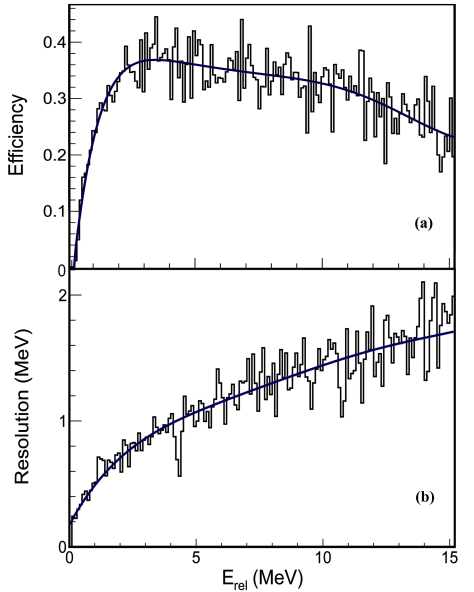 0.4
0.3
0.2
0.1
0
Efficiency
(a)
2
1
0
Resolution (MeV)
(b)
0 5 10 15
E_rel (MeV)